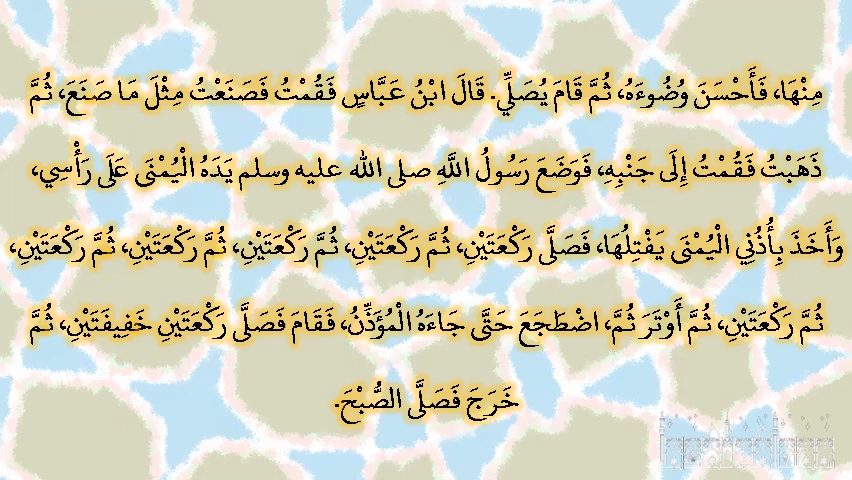 مِنْهَا، فَأَحْسَنَ وُضُوءَهُ، ثُمَّ قَامَ يُصَلِّي. قَالَ ابْنُ عَبَّاسٍ فَقُمْتُ فَصَنَعْتُ مِثْلَ مَا صَنَعَ، ثُمَّ
ذَهَبْتُ فَقُمْتُ إِلَى جَنْبِهِ، فَوَضَعَ رَسُولُ اللَّهِ صلى الله عليه وسلم يَدَهُ الْيُمْنَى عَلَى رَأْسِي،
وَأَخَذَ بِأُذُنِي الْيُمْنَى يَفْتِلُهَا، فَصَلَّى رَكْعَتَيْنِ، ثُمَّ رَكْعَتَيْنِ، ثُمَّ رَكْعَتَيْنِ، ثُمَّ رَكْعَتَيْنِ، ثُمَّ رَكْعَتَيْنِ،
ثُمَّ رَكْعَتَيْنِ، ثُمَّ أَوْتَرَ ثُمَّ، اضْطَجَعَ حَتَّى جَاءَهُ الْمُؤَذِّنُ، فَقَامَ فَصَلَّى رَكْعَتَيْنِ خَفِيفَتَيْنِ، ثُمَّ
خَرَجَ فَصَلَّى الصُّبْحَ.